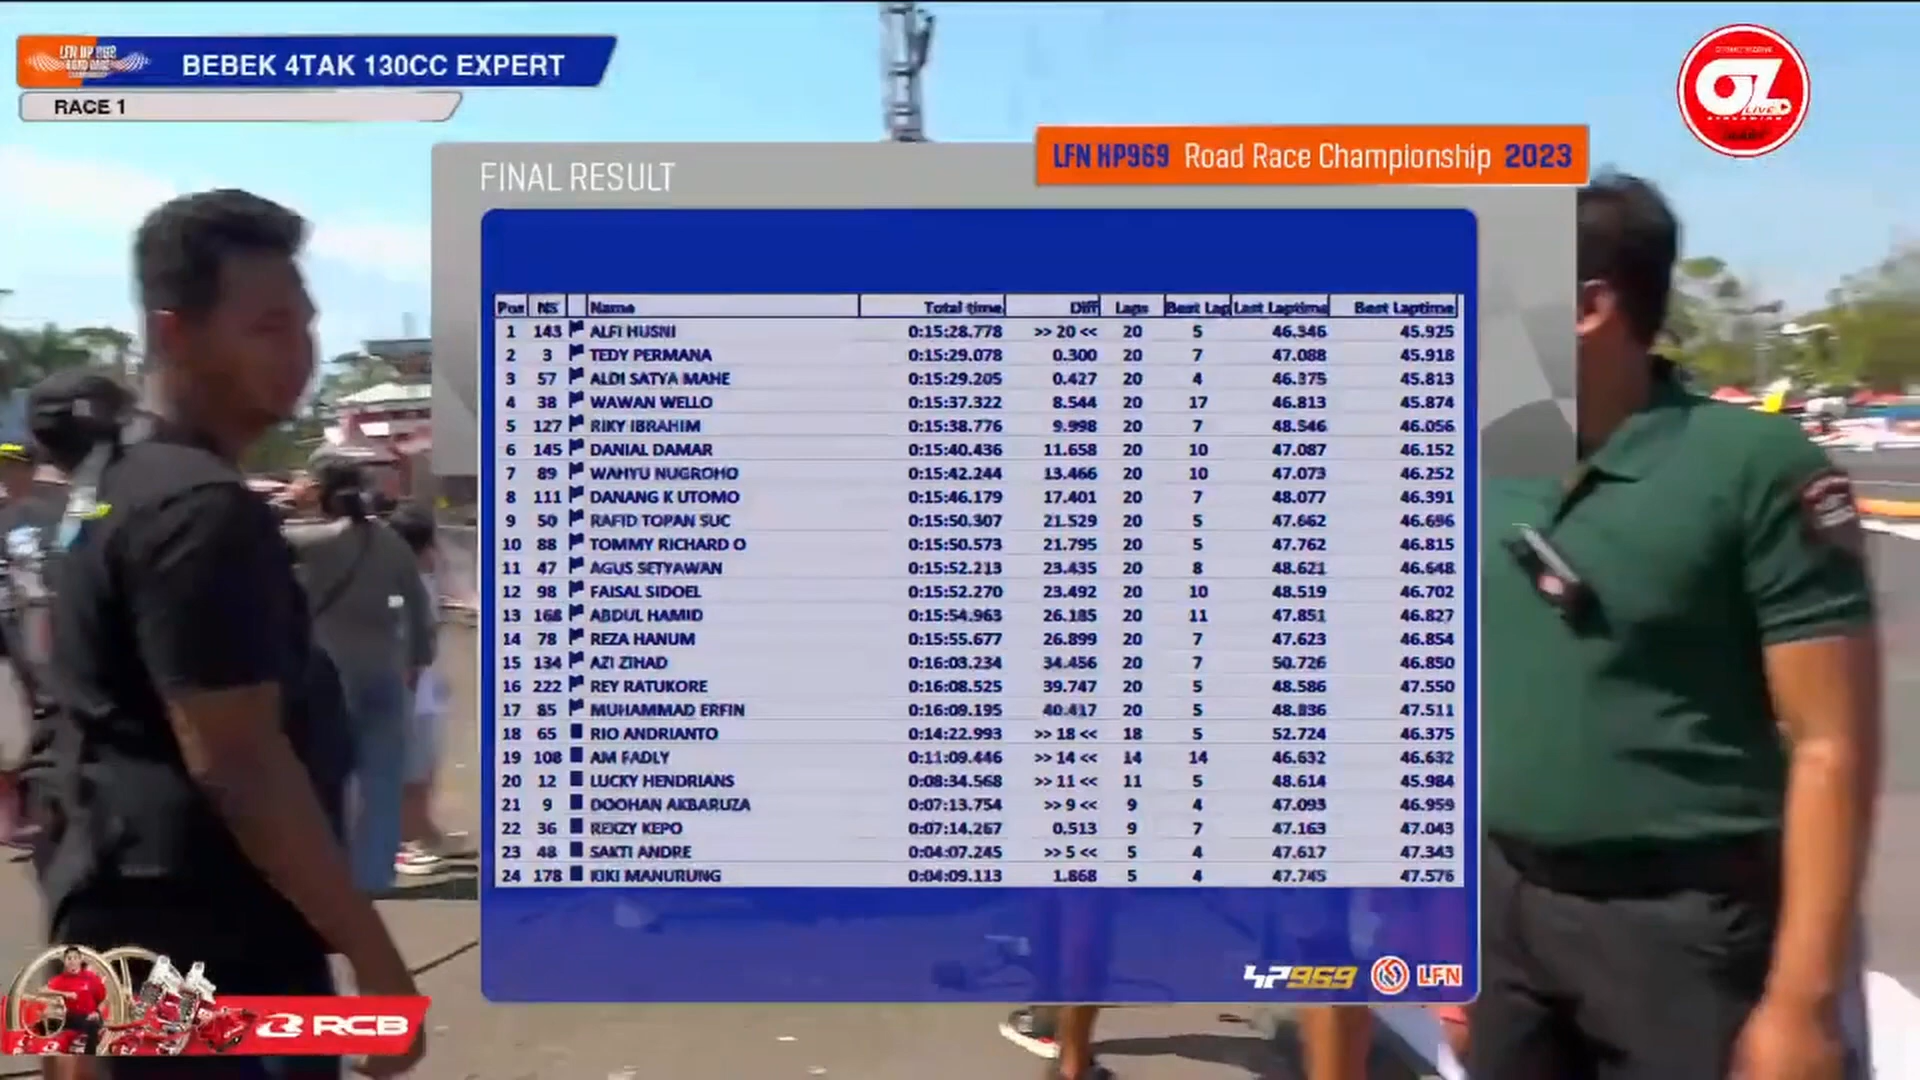 LFN HP 969
ROAD RACE
BEBEK 4TAK 130CC EXPERT
RACE 1
OZ
LIVE
STREAMING
LFN HP969 Road Race Championship 2023
FINAL RESULT
Pos NS Name Total time Diff Laps Best Lap Last Laptime Best Laptime
1 143 ALFI HUSNI 0:15:28.778 >> 20 << 20 5 46.346 45.925
2 3 TEDY PERMANA 0:15:29.078 0.300 20 7 47.088 45.918
3 57 ALDI SATYA MAHE 0:15:29.205 0.427 20 4 46.375 45.813
4 38 WAWAN WELLO 0:15:37.322 8.544 20 17 46.813 45.874
5 127 RIKY IBRAHIM 0:15:38.776 9.998 20 7 48.546 46.056
6 145 DANIAL DAMAR 0:15:40.436 11.658 20 10 47.087 46.152
7 89 WAHYU NUGROHO 0:15:42.244 13.466 20 10 47.073 46.252
8 111 DANANG K UTOMO 0:15:46.179 17.401 20 7 48.077 46.391
9 50 RAFID TOPAN SUC 0:15:50.307 21.529 20 5 47.662 46.696
10 88 TOMMY RICHARD O 0:15:50.573 21.795 20 5 47.762 46.815
11 47 AGUS SETYAWAN 0:15:52.213 23.435 20 8 48.621 46.648
12 98 FAISAL SIDOEL 0:15:52.270 23.492 20 10 48.519 46.702
13 168 ABDUL HAMID 0:15:54.963 26.185 20 11 47.851 46.827
14 78 REZA HANUM 0:15:55.677 26.899 20 7 47.623 46.854
15 134 AZI ZIHAD 0:16:03.234 34.456 20 7 50.726 46.850
16 222 REY RATUKORE 0:16:08.525 39.747 20 5 48.586 47.550
17 85 MUHAMMAD ERFIN 0:16:09.195 40.417 20 5 48.836 47.511
18 65 RIO ANDRIANTO 0:14:22.993 >> 18 << 18 5 52.724 46.375
19 108 AM FADLY 0:11:09.446 >> 14 << 14 14 46.632 46.632
20 12 LUCKY HENDRIANS 0:08:34.568 >> 11 << 11 5 48.614 45.984
21 9 DOOHAN AKBARUZA 0:07:13.754 >> 9 << 9 4 47.093 46.959
22 36 REKZY KEPO 0:07:14.267 0.513 9 7 47.163 47.043
23 48 SAKTI ANDRE 0:04:07.245 >> 5 << 5 4 47.617 47.343
24 178 KIKI MANURUNG 0:04:09.113 1.868 5 4 47.745 47.576
HP969 LFN
RCB